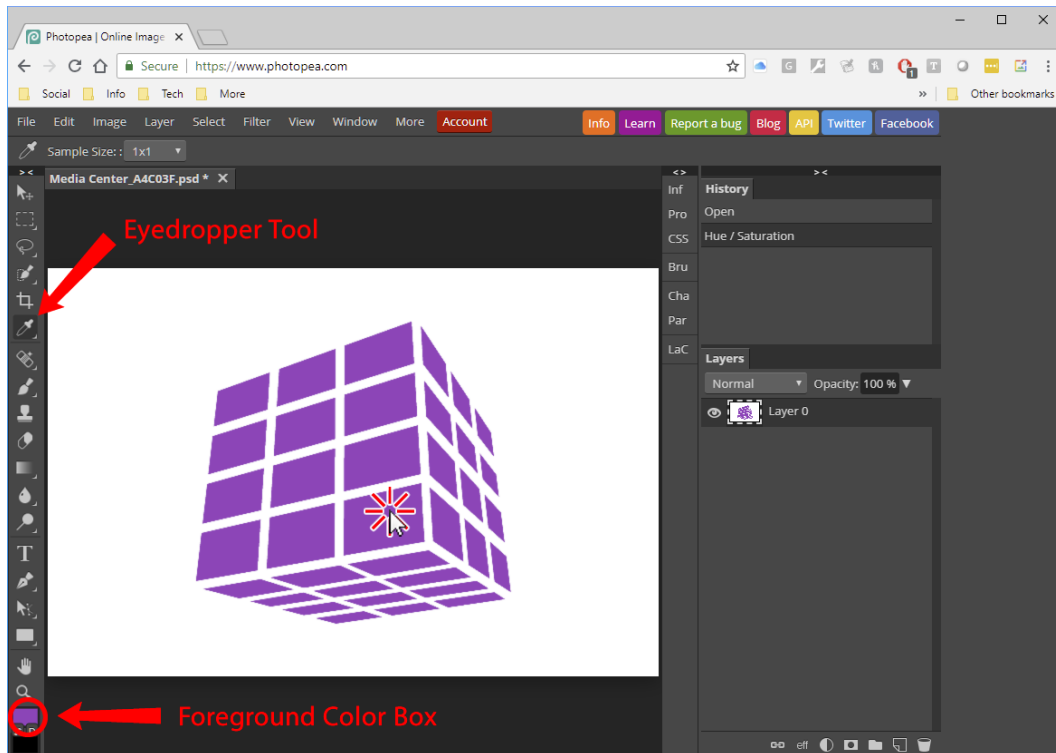 Photopea | Online Image
Secure | https://www.photopea.com
Social Info Tech More » Other bookmarks
File Edit Image Layer Select Filter View Window More Account Info Learn Report a bug Blog API Twitter Facebook
Sample Size: : 1x1
> < < > > <
Media Center_A4C03F.psd *
Inf
Pro
CSS
Bru
Cha
Par
LaC
History
Open
Hue / Saturation
Eyedropper Tool
Layers
Normal Opacity: 100 %
Layer 0
T
Foreground Color Box
eff